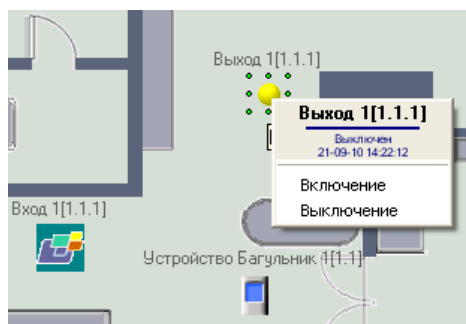 Выход 1[1.1.1]
Выход 1[1.1.1]
Выключен
21-09-10 14:22:12
Включение
Выключение
Вход 1[1.1.1]
Устройство Багульник 1[1.1]